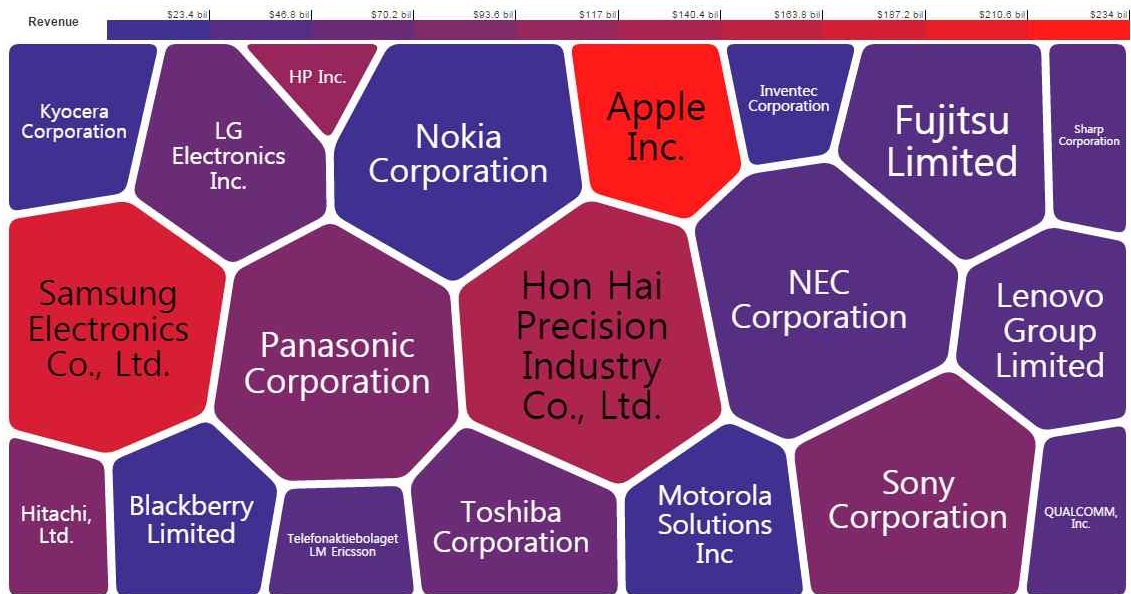 Revenue
$23.4 bil
$46.8 bil
$70.2 bil
$93.6 bil
$117 bil
$140.4 bil
$163.8 bil
$187.2 bil
$210.6 bil
$234 bil
Kyocera
Corporation
LG
Electronics
Inc.
HP Inc.
Nokia
Corporation
Apple
Inc.
Inventec
Corporation
Fujitsu
Limited
Sharp
Corporation
Samsung
Electronics
Co., Ltd.
Panasonic
Corporation
Hon Hai
Precision
Industry
Co., Ltd.
NEC
Corporation
Lenovo
Group
Limited
Hitachi,
Ltd.
Blackberry
Limited
Telefonaktiebolaget
LM Ericsson
Toshiba
Corporation
Motorola
Solutions
Inc
Sony
Corporation
QUALCOMM,
Inc.